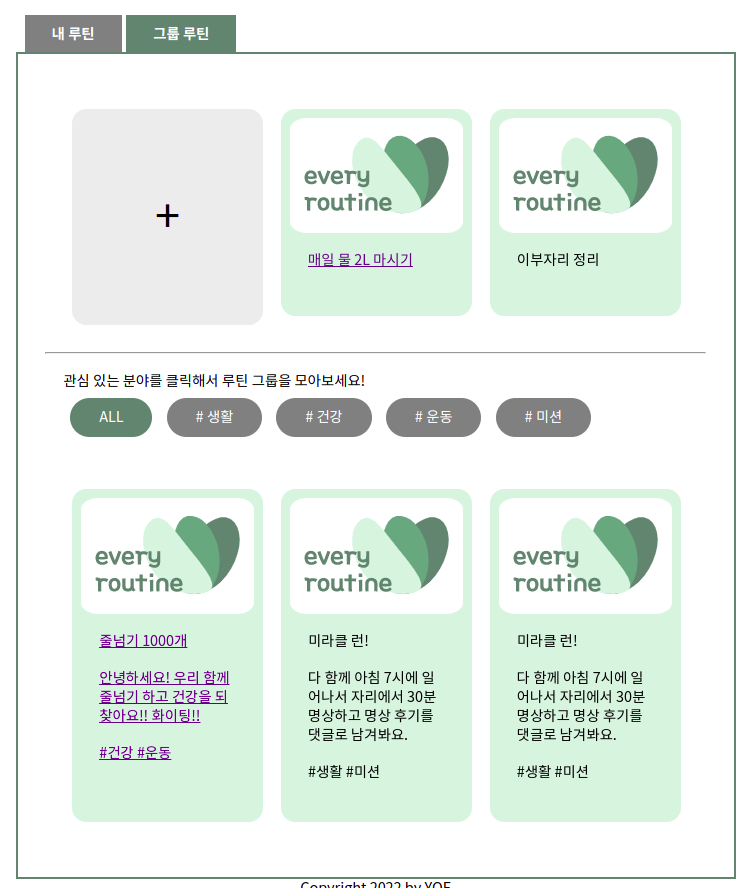 내 루틴
그룹 루틴
+
every
routine
매일 물 2L 마시기
every
routine
이부자리 정리
관심 있는 분야를 클릭해서 루틴 그룹을 모아보세요!
ALL
# 생활
# 건강
# 운동
# 미션
every
routine
줄넘기 1000개
안녕하세요! 우리 함께
줄넘기 하고 건강을 되
찾아요!! 화이팅!!
#건강 #운동
every
routine
미라클 런!
다 함께 아침 7시에 일
어나서 자리에서 30분
명상하고 명상 후기를
댓글로 남겨봐요.
#생활 #미션
every
routine
미라클 런!
다 함께 아침 7시에 일
어나서 자리에서 30분
명상하고 명상 후기를
댓글로 남겨봐요.
#생활 #미션
Copyright 2022 by